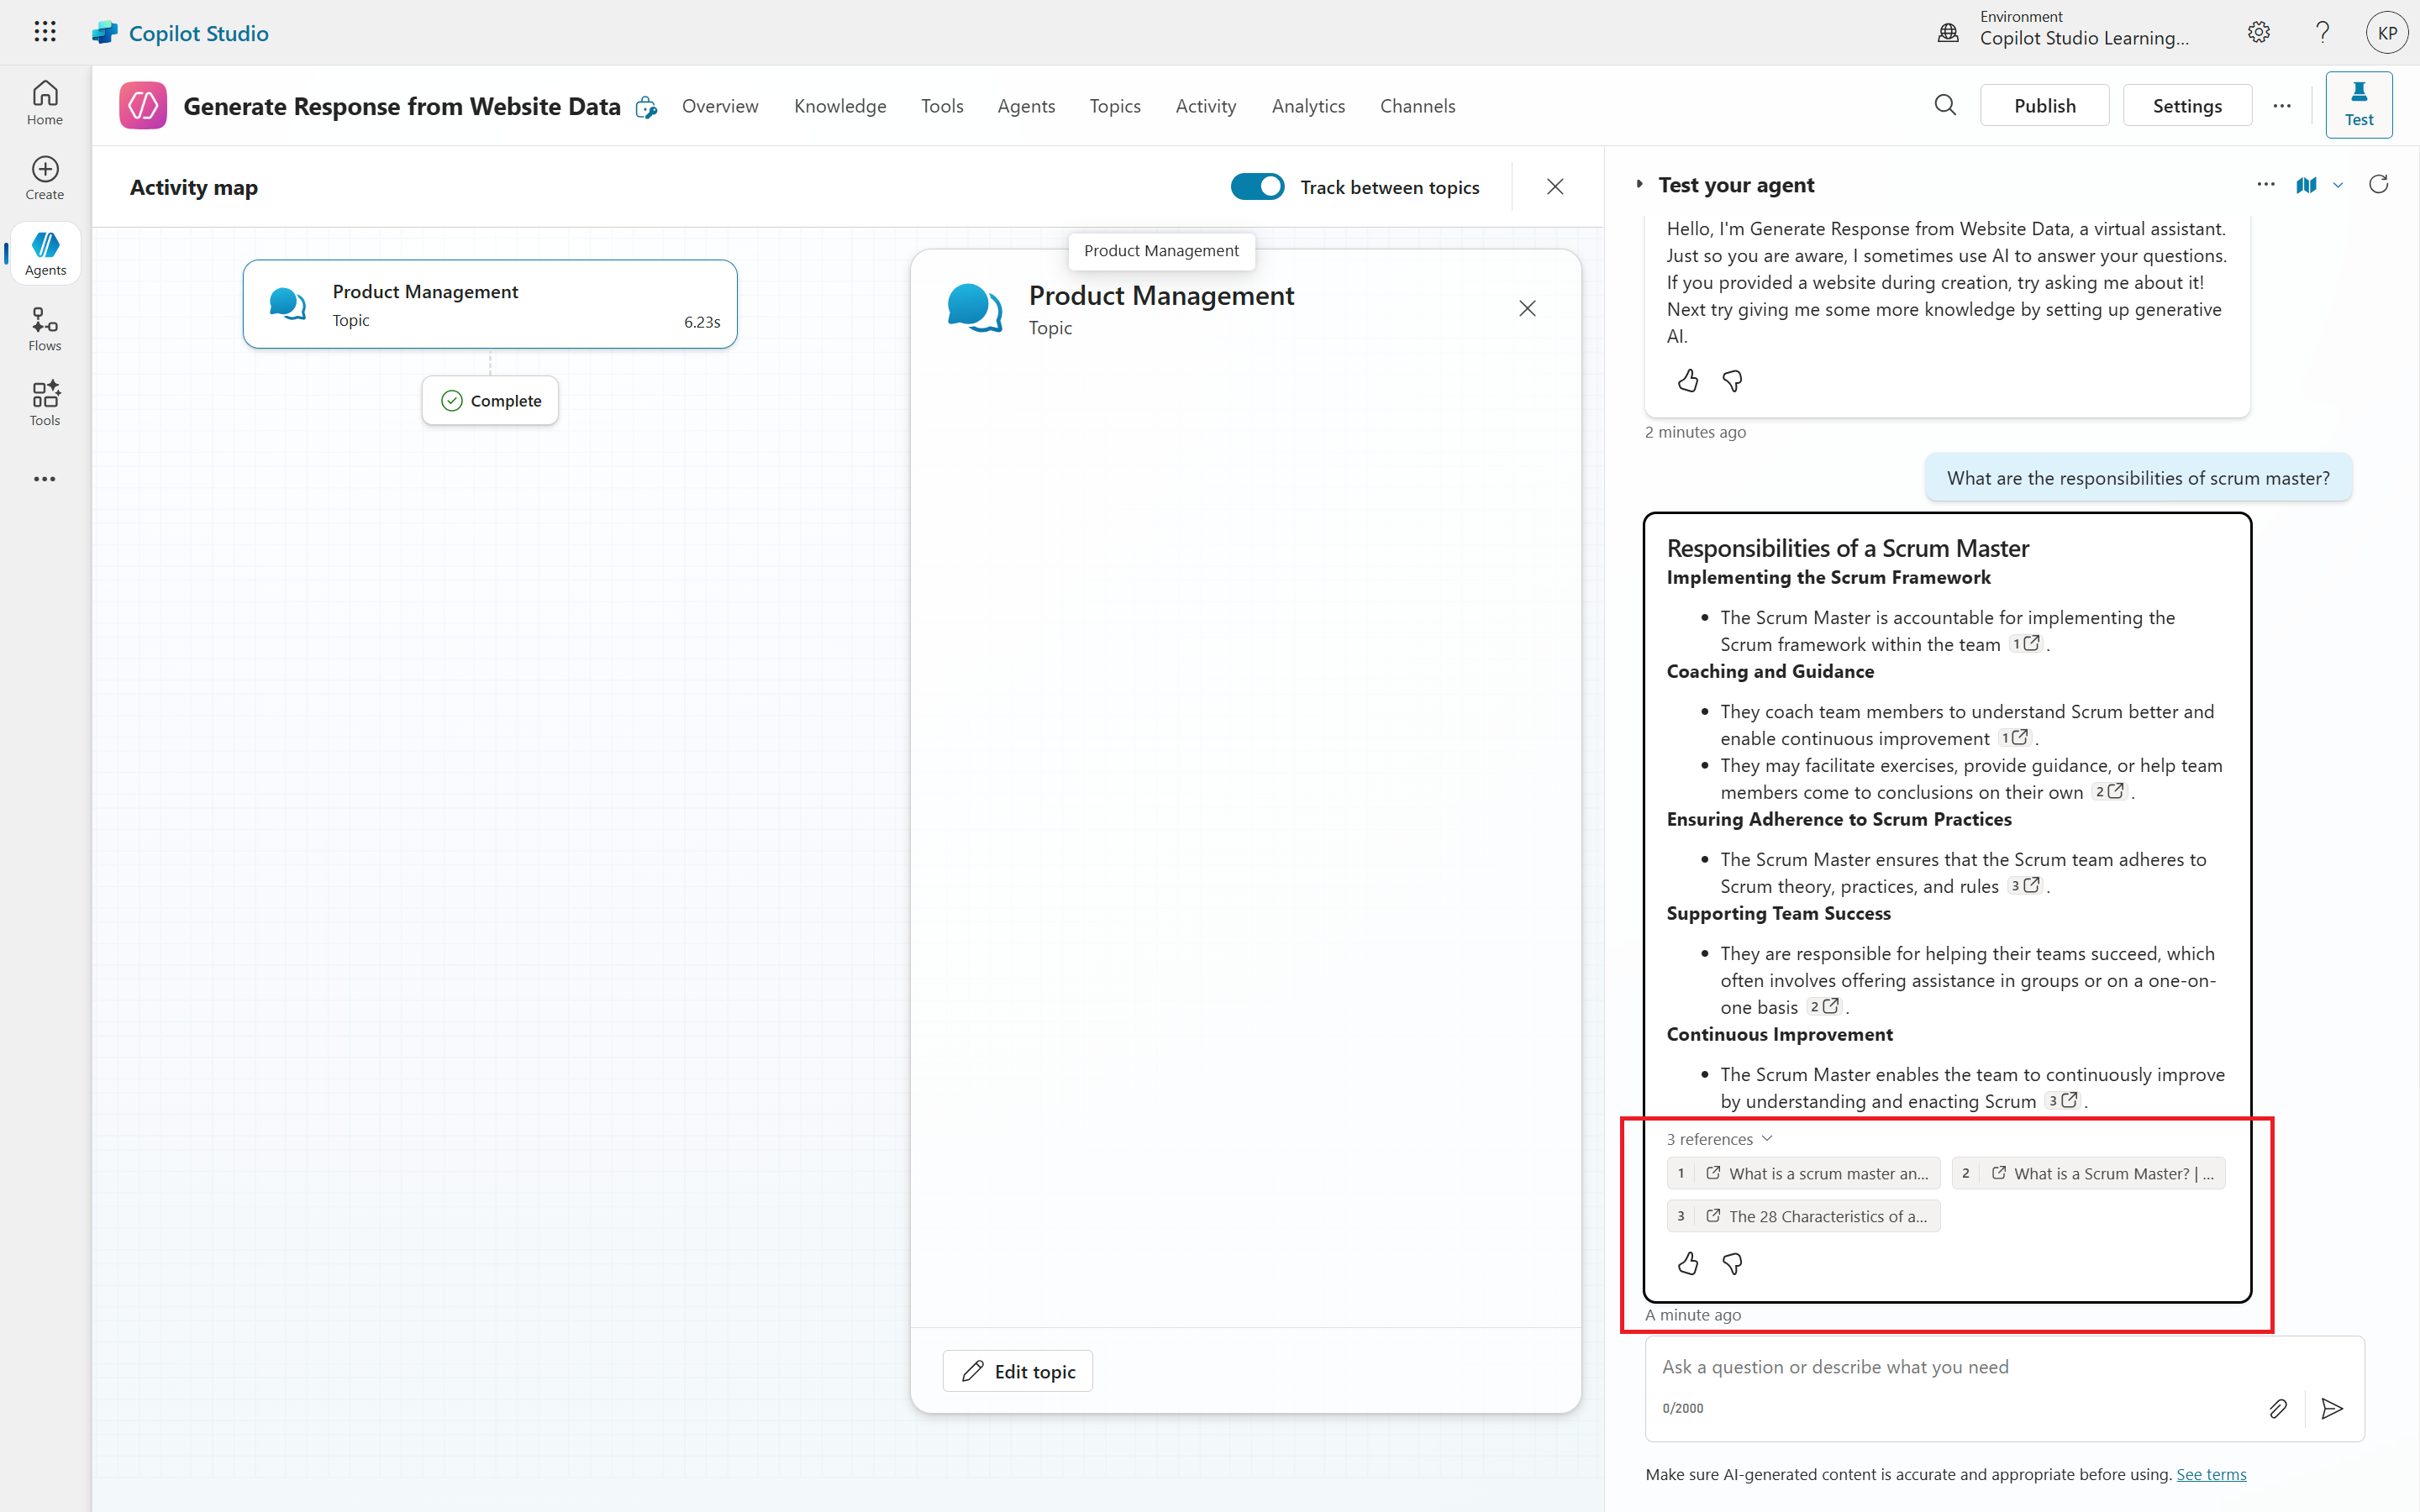 Copilot Studio
Environment
Copilot Studio Learning...
KP
Home
Create
Agents
Flows
Tools
Generate Response from Website Data
Overview
Knowledge
Tools
Agents
Topics
Activity
Analytics
Channels
Publish
Settings
Test
Activity map
Track between topics
Product Management
Topic
6.23s
Complete
Product Management
Product Management
Topic
Edit topic
Test your agent
Hello, I'm Generate Response from Website Data, a virtual assistant.
Just so you are aware, I sometimes use AI to answer your questions.
If you provided a website during creation, try asking me about it!
Next try giving me some more knowledge by setting up generative
AI.
2 minutes ago
What are the responsibilities of scrum master?
Responsibilities of a Scrum Master
Implementing the Scrum Framework
• The Scrum Master is accountable for implementing the
Scrum framework within the team 1.
Coaching and Guidance
• They coach team members to understand Scrum better and
enable continuous improvement 1.
• They may facilitate exercises, provide guidance, or help team
members come to conclusions on their own 2.
Ensuring Adherence to Scrum Practices
• The Scrum Master ensures that the Scrum team adheres to
Scrum theory, practices, and rules 3.
Supporting Team Success
• They are responsible for helping their teams succeed, which
often involves offering assistance in groups or on a one-on-
one basis 2.
Continuous Improvement
• The Scrum Master enables the team to continuously improve
by understanding and enacting Scrum 3.
3 references
1 What is a scrum master an...
2 What is a Scrum Master? | ...
3 The 28 Characteristics of a...
A minute ago
Ask a question or describe what you need
0/2000
Make sure AI-generated content is accurate and appropriate before using. See terms